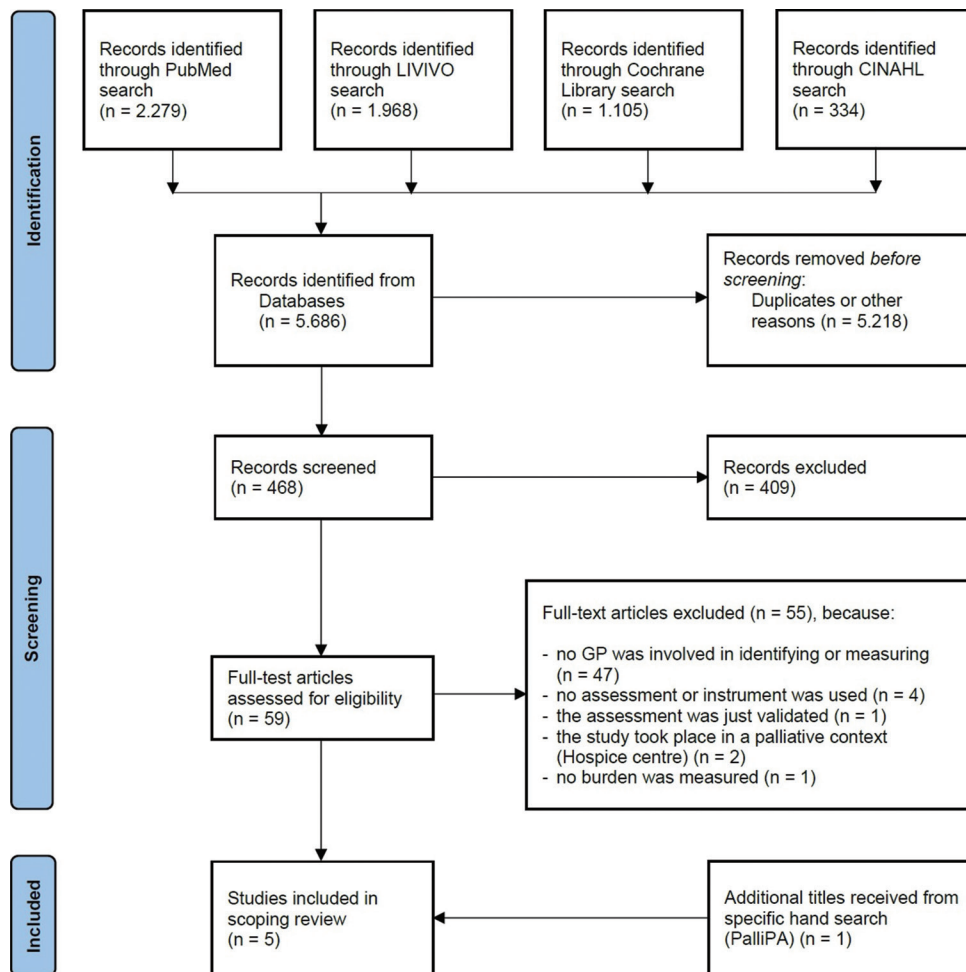 Identification
Records identified
through PubMed
search
(n = 2.279)
Records identified
through LIVIVO
search
(n = 1.968)
Records identified
through Cochrane
Library search
(n = 1.105)
Records identified
through CINAHL
search
(n = 334)
Records identified from
Databases
(n = 5.686)
Records removed before
screening:
Duplicates or other
reasons (n = 5.218)
Screening
Records screened
(n = 468)
Records excluded
(n = 409)
Full-test articles
assessed for eligibility
(n = 59)
Full-text articles excluded (n = 55), because:
- no GP was involved in identifying or measuring
(n = 47)
- no assessment or instrument was used (n = 4)
- the assessment was just validated (n = 1)
- the study took place in a palliative context
(Hospice centre) (n = 2)
- no burden was measured (n = 1)
Included
Studies included in
scoping review
(n = 5)
Additional titles received from
specific hand search
(PalliPA) (n = 1)